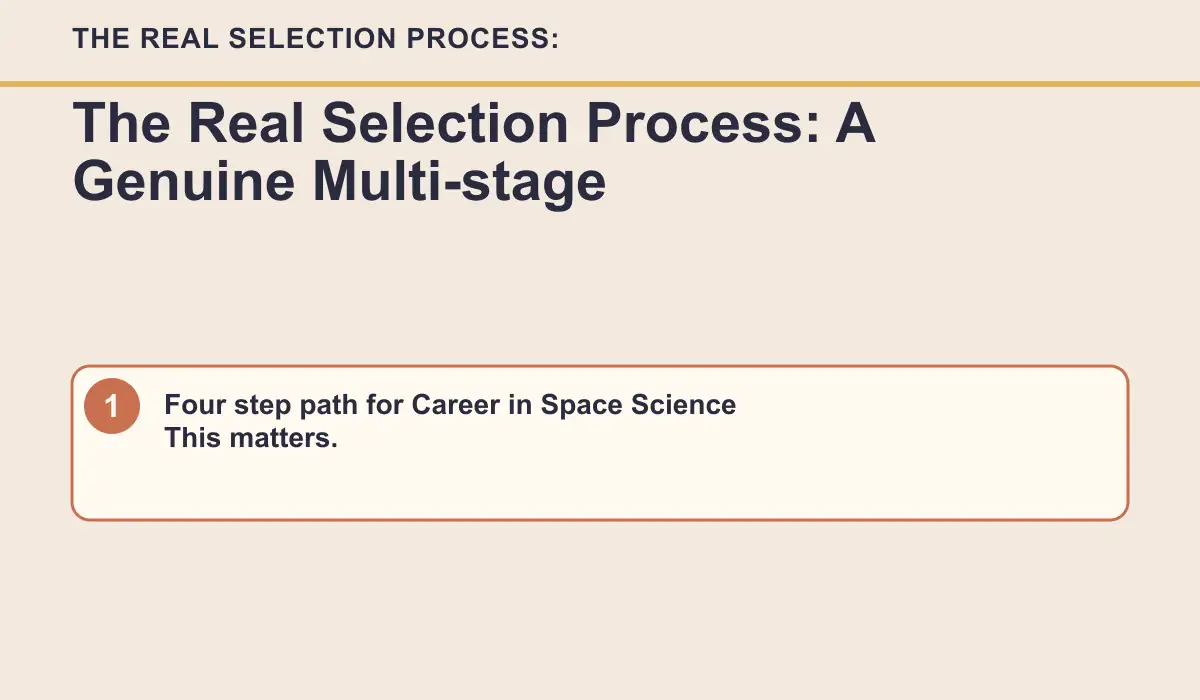 THE REAL SELECTION PROCESS:
The Real Selection Process: A
Genuine Multi-stage
1
Four step path for Career in Space Science
This matters.